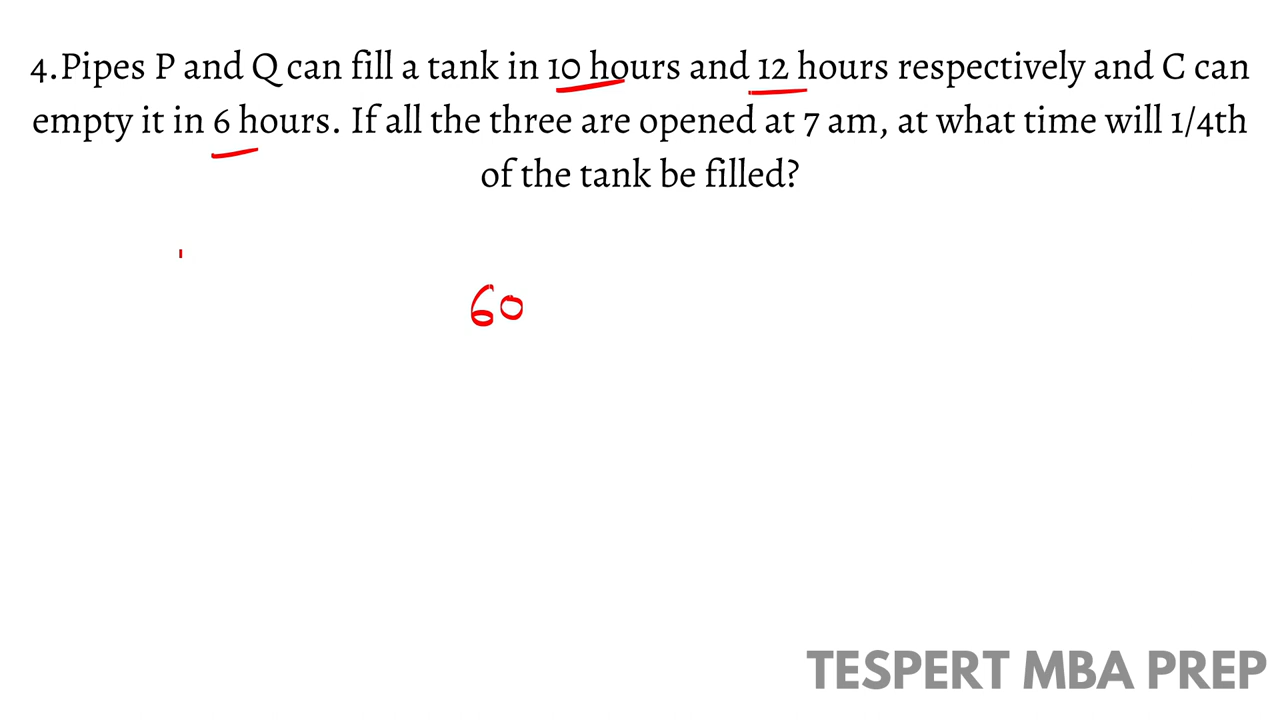 4.Pipes P and Q can fill a tank in 10 hours and 12 hours respectively and C can
empty it in 6 hours. If all the three are opened at 7 am, at what time will 1/4th
of the tank be filled?
60
TESPERT MBA PREP